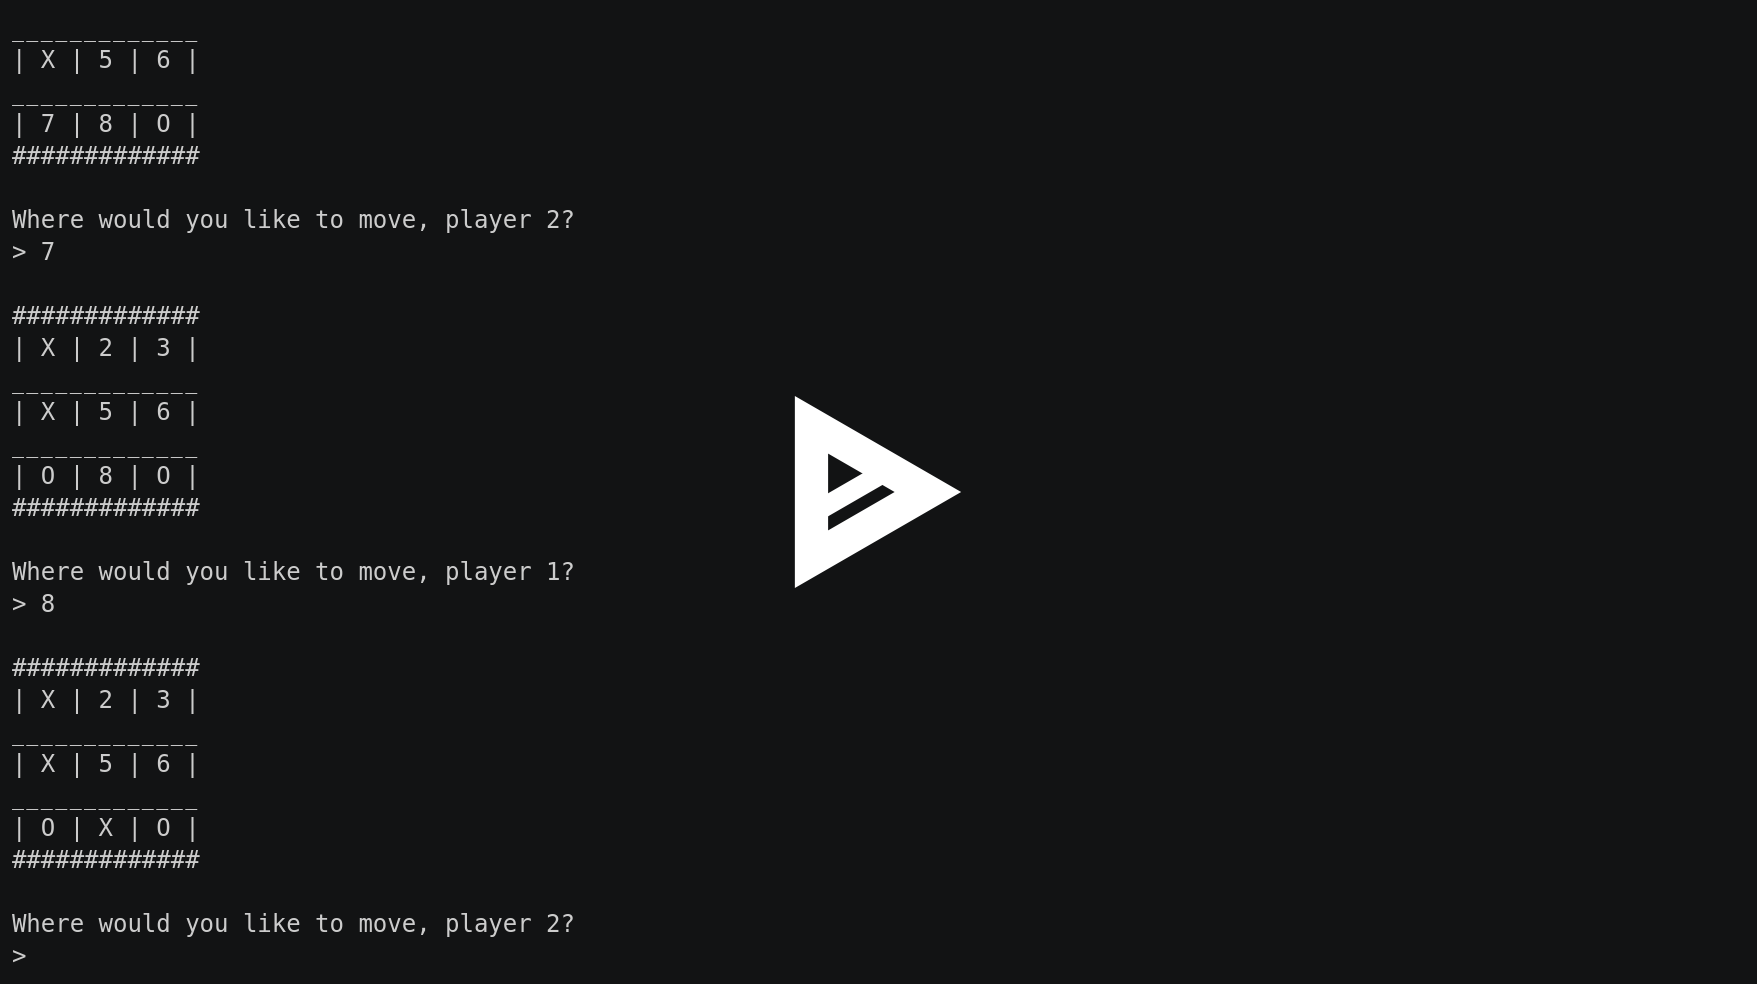 _____________
| X | 5 | 6 |
_____________
| 7 | 8 | O |
#############
Where would you like to move, player 2?
> 7
#############
| X | 2 | 3 |
_____________
| X | 5 | 6 |
_____________
| O | 8 | O |
#############
Where would you like to move, player 1?
> 8
#############
| X | 2 | 3 |
_____________
| X | 5 | 6 |
_____________
| O | X | O |
#############
Where would you like to move, player 2?
>